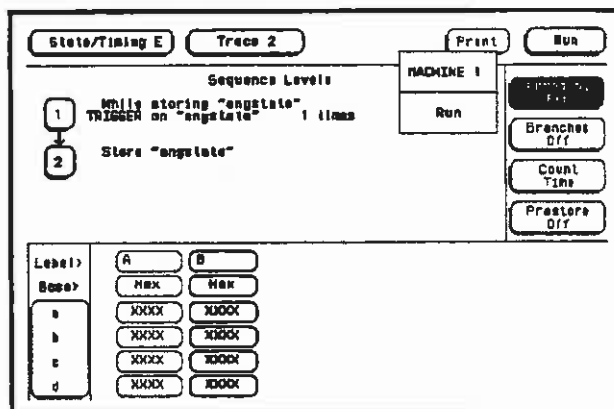 State/Timing E Trace 2 Print Run
MACHINE 1
Run
Sequence Levels
1 While storing "anystate"
TRIGGER on "anystate" 1 times
2 Store "anystate"
Branches
Off
Count
Time
Prestore
Off
Label> A B
Base> Hex Hex
a XXXX XXXX
b XXXX XXXX
c XXXX XXXX
d XXXX XXXX